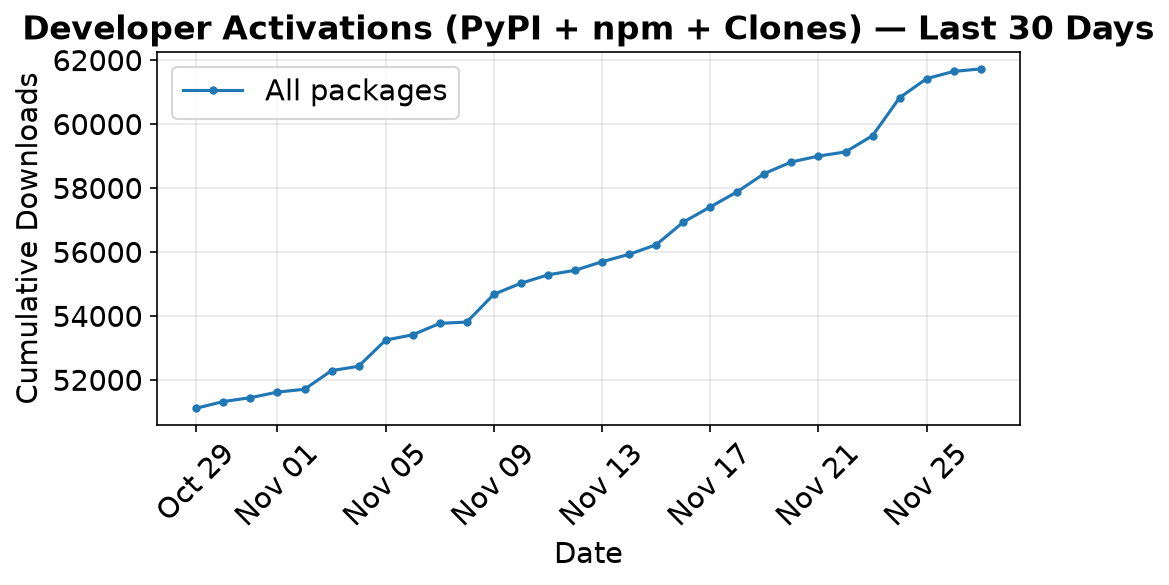 Developer Activations (PyPI + npm + Clones) — Last 30 Days
All packages
Cumulative Downloads
62000
60000
58000
56000
54000
52000
Oct 29
Nov 01
Nov 05
Nov 09
Nov 13
Nov 17
Nov 21
Nov 25
Date